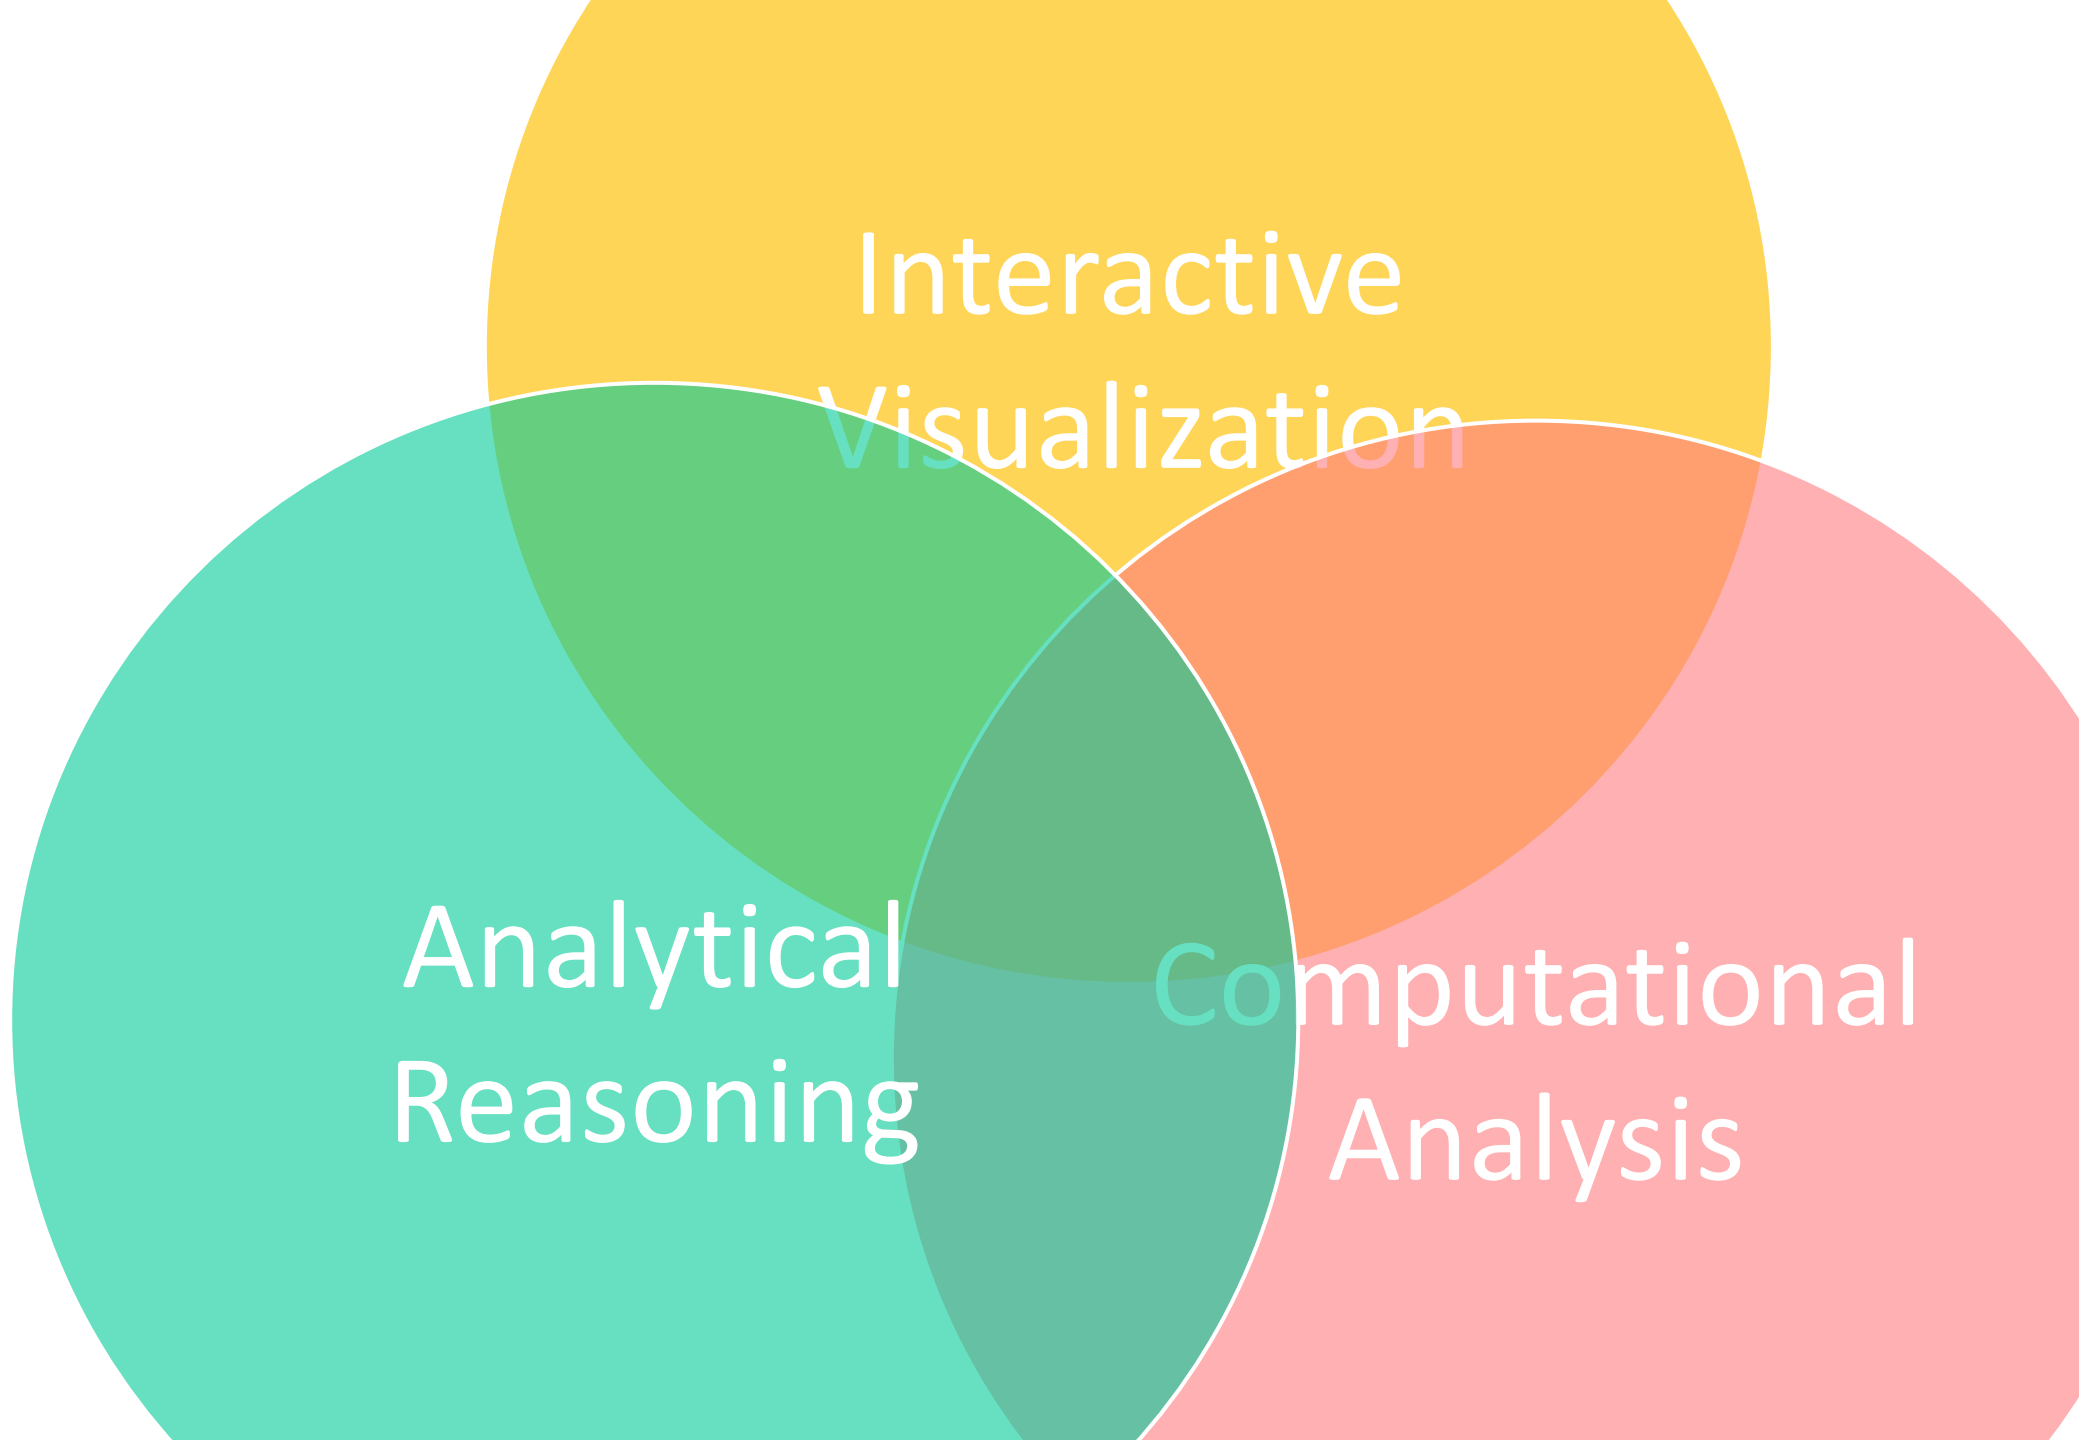 Interactive
Visualization
Analytical
Reasoning
Computational
Analysis